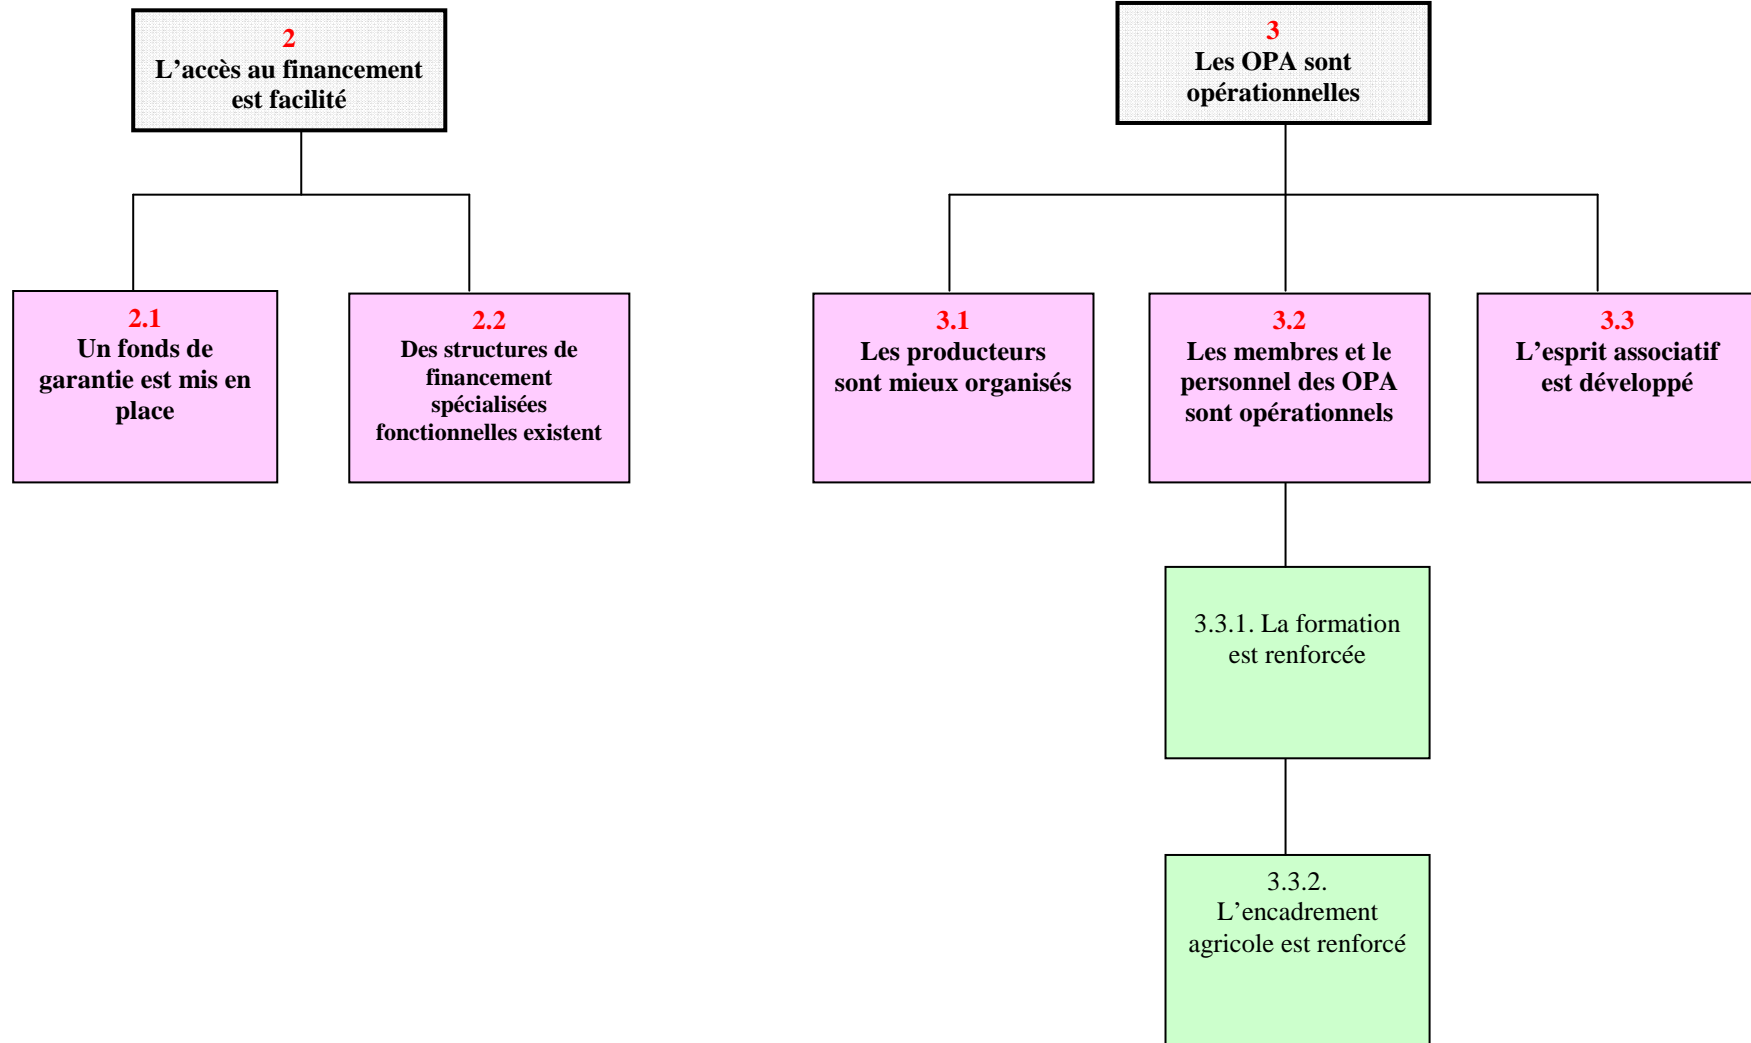 2
L’accès au financement
est facilité
3
Les OPA sont
opérationnelles
2.1
Un fonds de
garantie est mis en
place
2.2
Des structures de
financement
spécialisées
fonctionnelles existent
3.1
Les producteurs
sont mieux organisés
3.2
Les membres et le
personnel des OPA
sont opérationnels
3.3
L’esprit associatif
est développé
3.3.1. La formation
est renforcée
3.3.2.
L’encadrement
agricole est renforcé